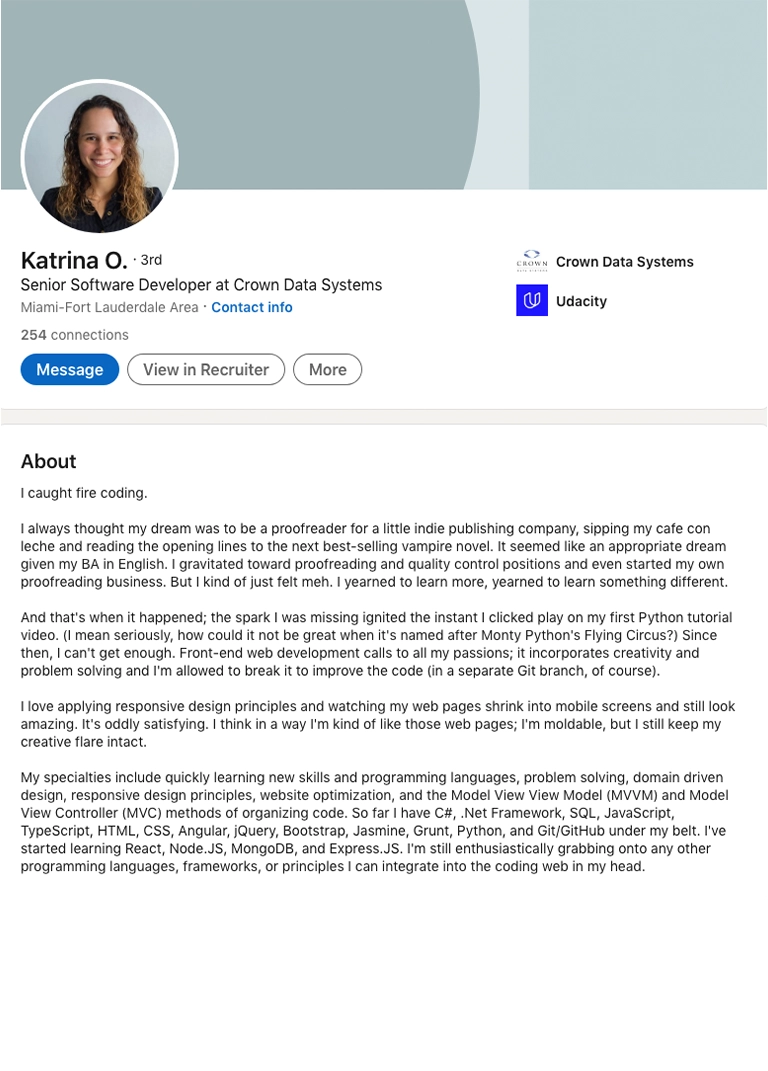 Katrina O. · 3rd
Senior Software Developer at Crown Data Systems
Miami-Fort Lauderdale Area · Contact info
254 connections
Message
View in Recruiter
More
CROWN
Crown Data Systems
Udacity
About
I caught fire coding.
I always thought my dream was to be a proofreader for a little indie publishing company, sipping my cafe con
leche and reading the opening lines to the next best-selling vampire novel. It seemed like an appropriate dream
given my BA in English. I gravitated toward proofreading and quality control positions and even started my own
proofreading business. But I kind of just felt meh. I yearned to learn more, yearned to learn something different.
And that's when it happened; the spark I was missing ignited the instant I clicked play on my first Python tutorial
video. (I mean seriously, how could it not be great when it's named after Monty Python's Flying Circus?) Since
then, I can't get enough. Front-end web development calls to all my passions; it incorporates creativity and
problem solving and I'm allowed to break it to improve the code (in a separate Git branch, of course).
I love applying responsive design principles and watching my web pages shrink into mobile screens and still look
amazing. It's oddly satisfying. I think in a way I'm kind of like those web pages; I'm moldable, but I still keep my
creative flare intact.
My specialties include quickly learning new skills and programming languages, problem solving, domain driven
design, responsive design principles, website optimization, and the Model View View Model (MVVM) and Model
View Controller (MVC) methods of organizing code. So far I have C#, .Net Framework, SQL, JavaScript,
TypeScript, HTML, CSS, Angular, jQuery, Bootstrap, Jasmine, Grunt, Python, and Git/GitHub under my belt. I've
started learning React, Node.JS, MongoDB, and Express.JS. I'm still enthusiastically grabbing onto any other
programming languages, frameworks, or principles I can integrate into the coding web in my head.